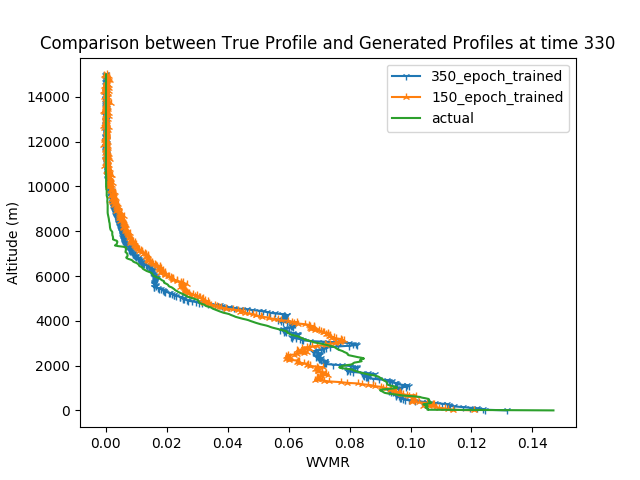 Comparison between True Profile and Generated Profiles at time 330
350_epoch_trained
150_epoch_trained
actual
Altitude (m)
14000
12000
10000
8000
6000
4000
2000
0
0.00 0.02 0.04 0.06 0.08 0.10 0.12 0.14
WVMR